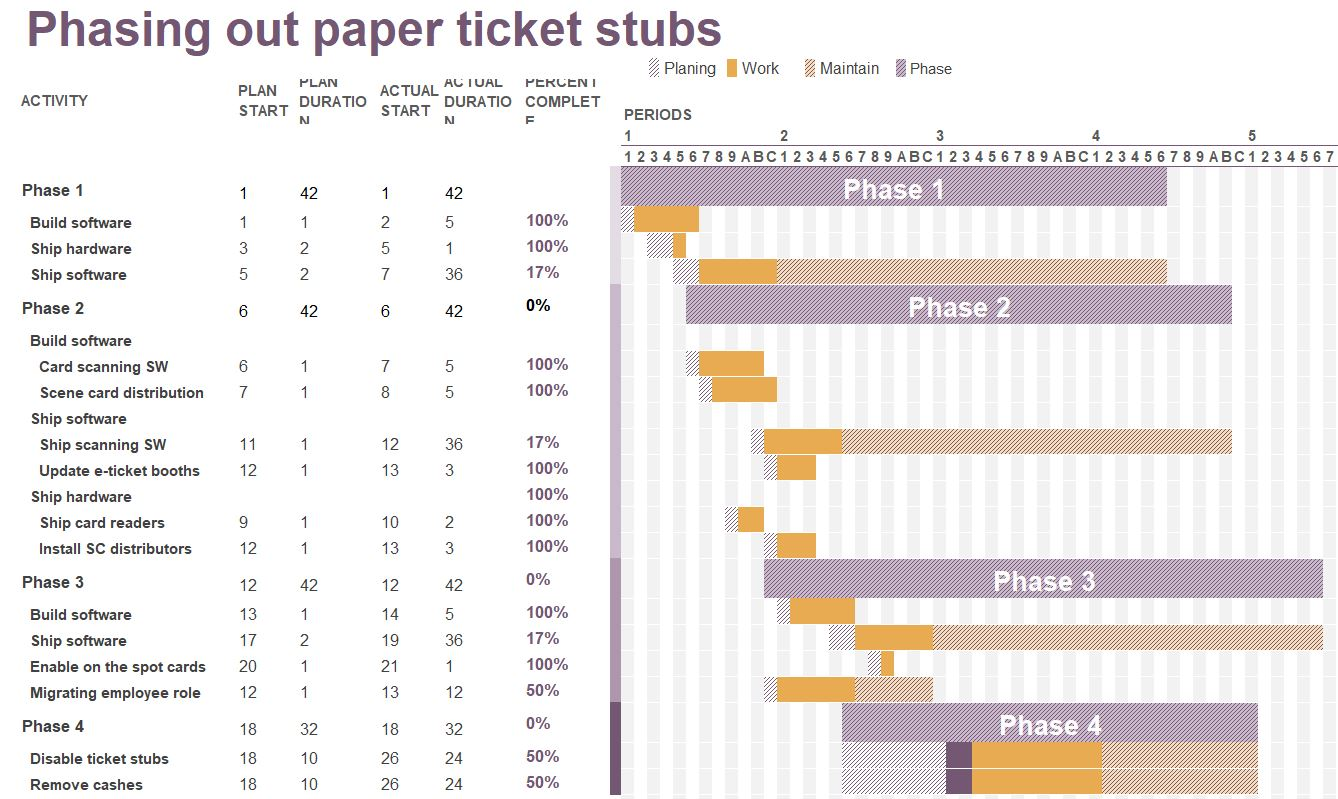 Phasing out paper ticket stubs
Planing Work Maintain Phase
ACTIVITY PLAN START PLAN DURATION ACTUAL START ACTUAL DURATION PERCENT COMPLETE PERIODS
1 2 3 4 5
1 2 3 4 5 6 7 8 9 A B C 1 2 3 4 5 6 7 8 9 A B C 1 2 3 4 5 6 7 8 9 A B C 1 2 3 4 5 6 7 8 9 A B C 1 2 3 4 5 6 7
Phase 1 1 42 1 42 Phase 1
Build software 1 1 2 5 100%
Ship hardware 3 2 5 1 100%
Ship software 5 2 7 36 17%
Phase 2 6 42 6 42 0% Phase 2
Build software
Card scanning SW 6 1 7 5 100%
Scene card distribution 7 1 8 5 100%
Ship software
Ship scanning SW 11 1 12 36 17%
Update e-ticket booths 12 1 13 3 100%
Ship hardware 100%
Ship card readers 9 1 10 2 100%
Install SC distributors 12 1 13 3 100%
Phase 3 12 42 12 42 0% Phase 3
Build software 13 1 14 5 100%
Ship software 17 2 19 36 17%
Enable on the spot cards 20 1 21 1 100%
Migrating employee role 12 1 13 12 50%
Phase 4 18 32 18 32 0% Phase 4
Disable ticket stubs 18 10 26 24 50%
Remove cashes 18 10 26 24 50%